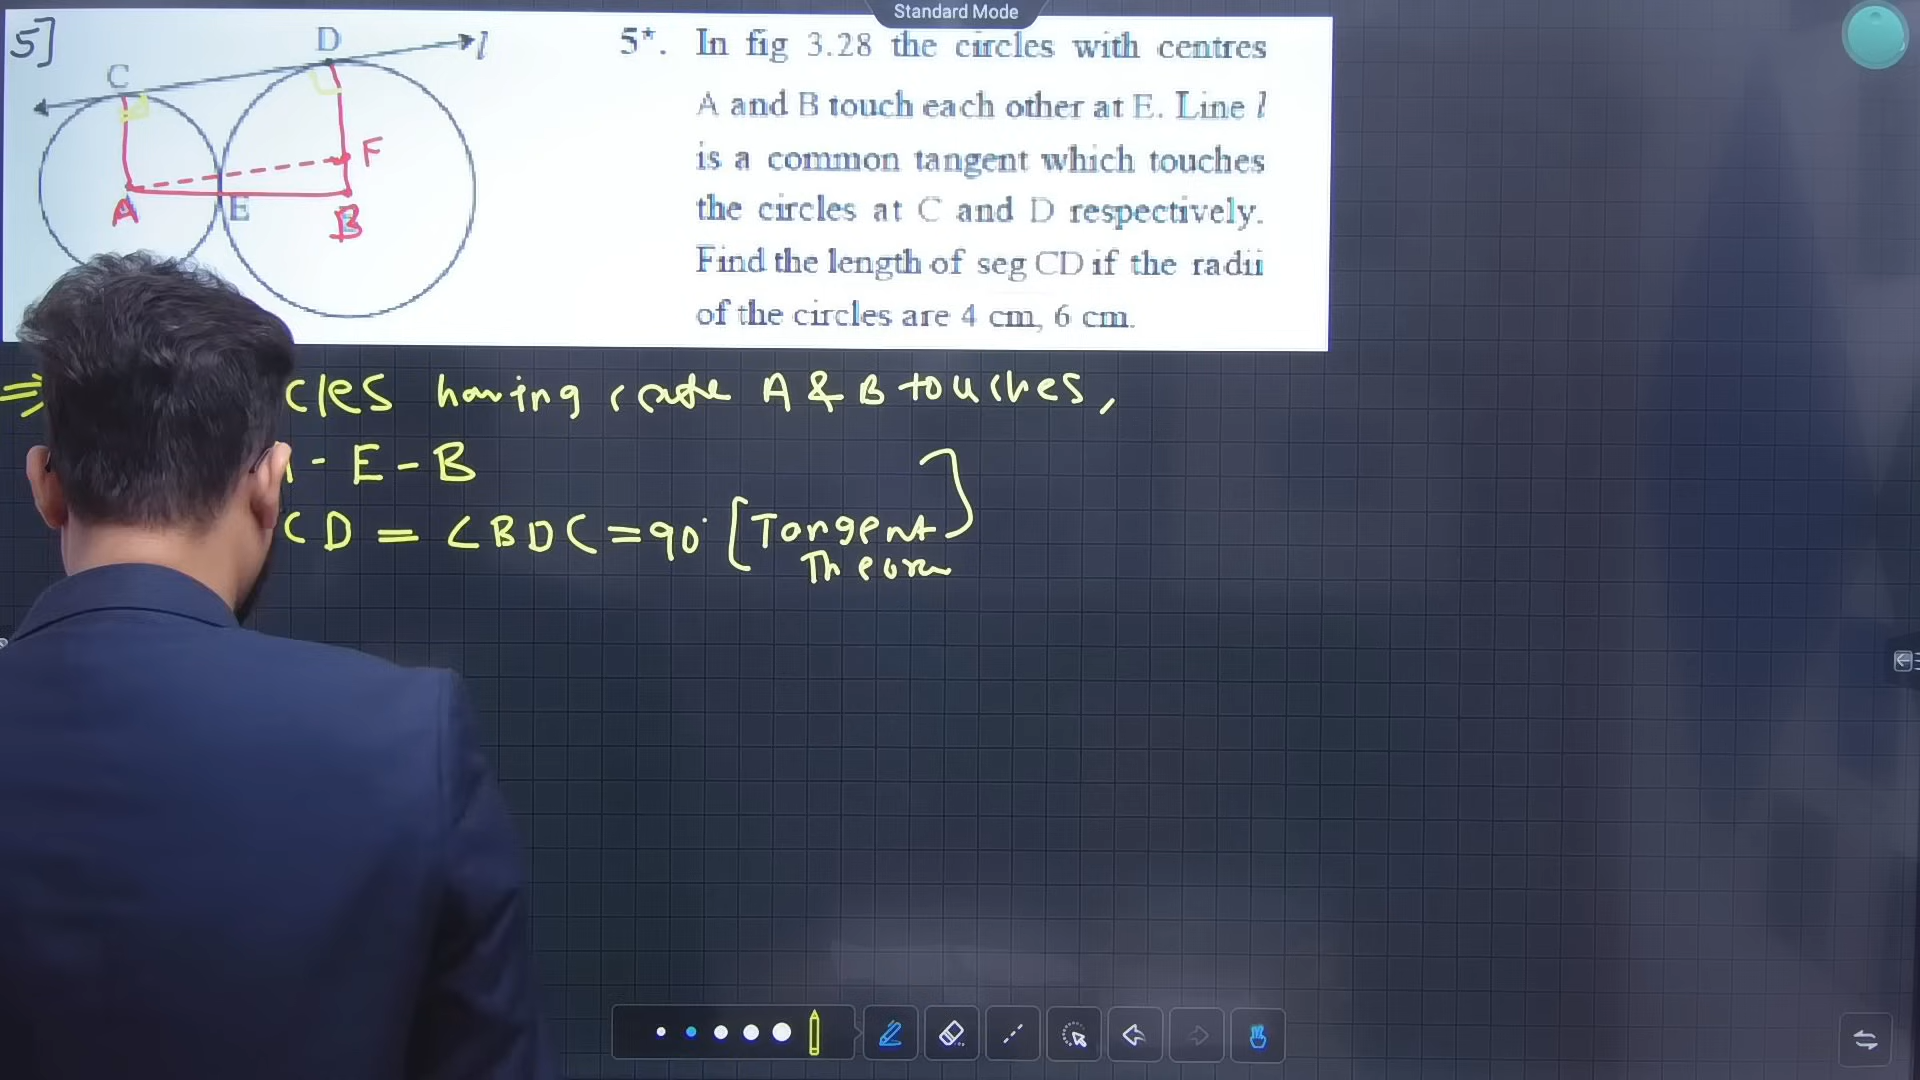 Standard Mode
5]
D
l
C
F
A
E
B
5*. In fig 3.28 the circles with centres
A and B touch each other at E. Line l
is a common tangent which touches
the circles at C and D respectively.
Find the length of seg CD if the radii
of the circles are 4 cm, 6 cm.
⇒ cles having A & B touches,
- E - B
CD = ∠BDC = 90° [Tangent
Theorem
]